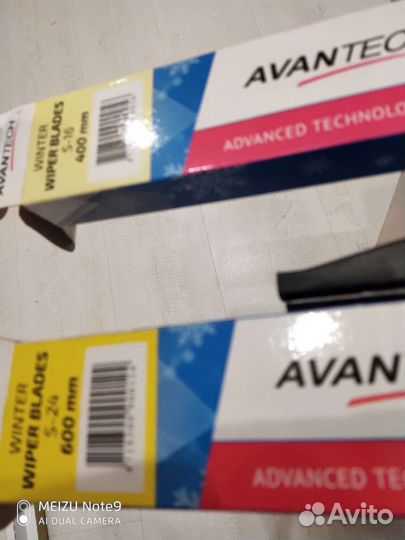 AVANTECH
WINTER
WIPER BLADES
S-16
400 mm
AVANTECH
ADVANCED TECHNOLO
WINTER
WIPER BLADES
S-24
600 mm
AVAN
ADVANCED TEC
MEIZU Note9
AI DUAL CAMERA
Avito